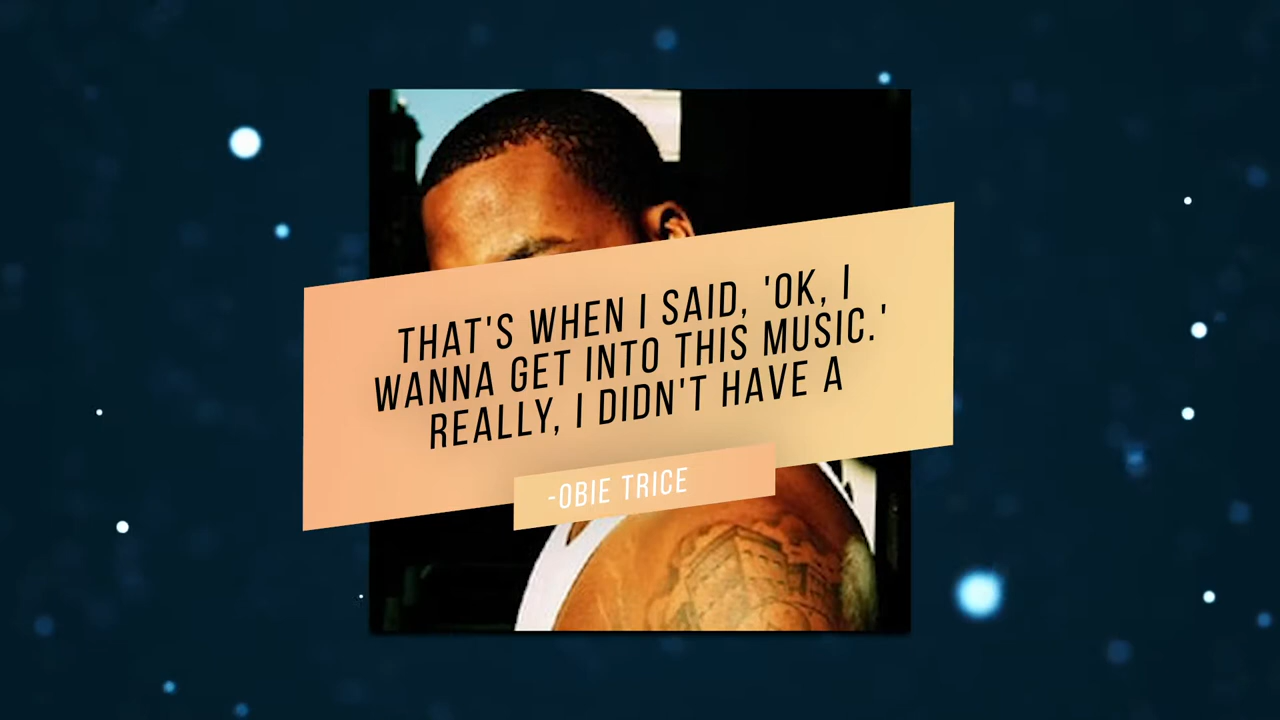 THAT'S WHEN I SAID, 'OK, I
WANNA GET INTO THIS MUSIC.'
REALLY, I DIDN'T HAVE A
-OBIE TRICE